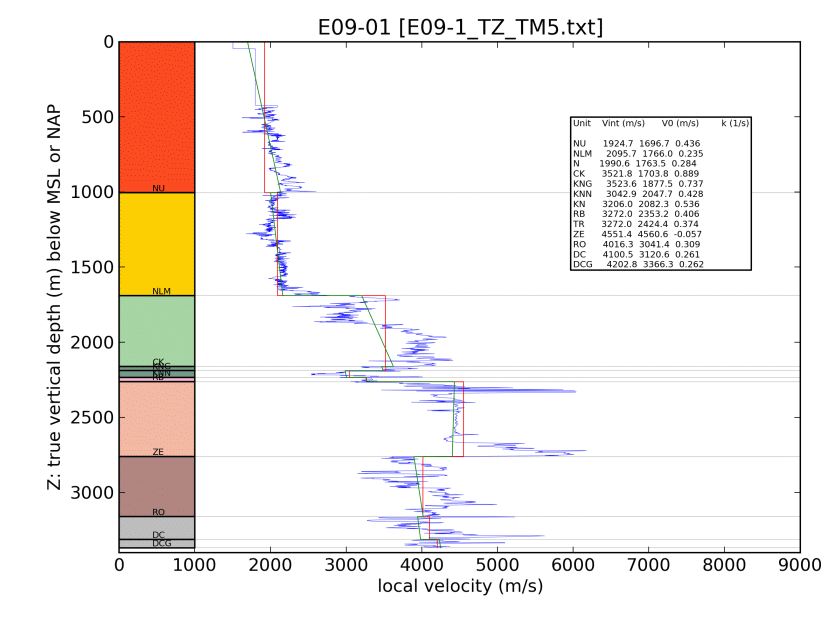 E09-01 [E09-1_TZ_TM5.txt]
0
500
1000
1500
2000
2500
3000
Z: true vertical depth (m) below MSL or NAP
NU
NLM
CK
KNG
KNN
RB
ZE
RO
DC
DCG
Unit Vint (m/s) V0 (m/s) k (1/s)
NU 1924.7 1696.7 0.436
NLM 2095.7 1766.0 0.235
N 1990.6 1763.5 0.284
CK 3521.8 1703.8 0.889
KNG 3523.6 1877.5 0.737
KNN 3042.9 2047.7 0.428
KN 3206.0 2082.3 0.536
RB 3272.0 2353.2 0.406
TR 3272.0 2424.4 0.374
ZE 4551.4 4560.6 -0.057
RO 4016.3 3041.4 0.309
DC 4100.5 3120.6 0.261
DCG 4202.8 3366.3 0.262
0 1000 2000 3000 4000 5000 6000 7000 8000 9000
local velocity (m/s)